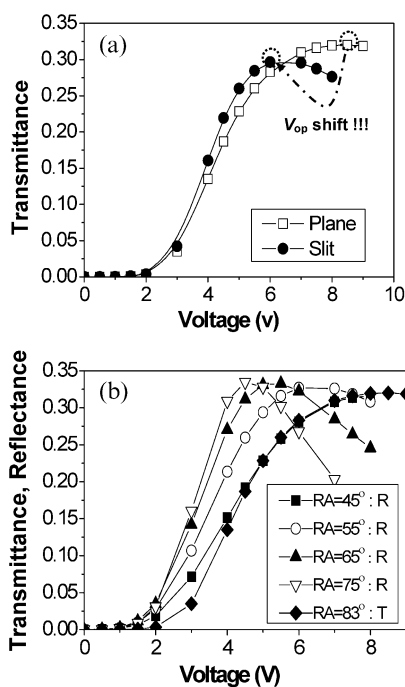 (a)
0.35
0.30
0.25
0.20
0.15
0.10
0.05
0.00
Transmittance
Vop shift !!!
Plane
Slit
0 2 4 6 8 10
Voltage (v)
(b)
0.35
0.30
0.25
0.20
0.15
0.10
0.05
0.00
Transmittance, Reflectance
RA=45° : R
RA=55° : R
RA=65° : R
RA=75° : R
RA=83° : T
0 2 4 6 8
Voltage (V)